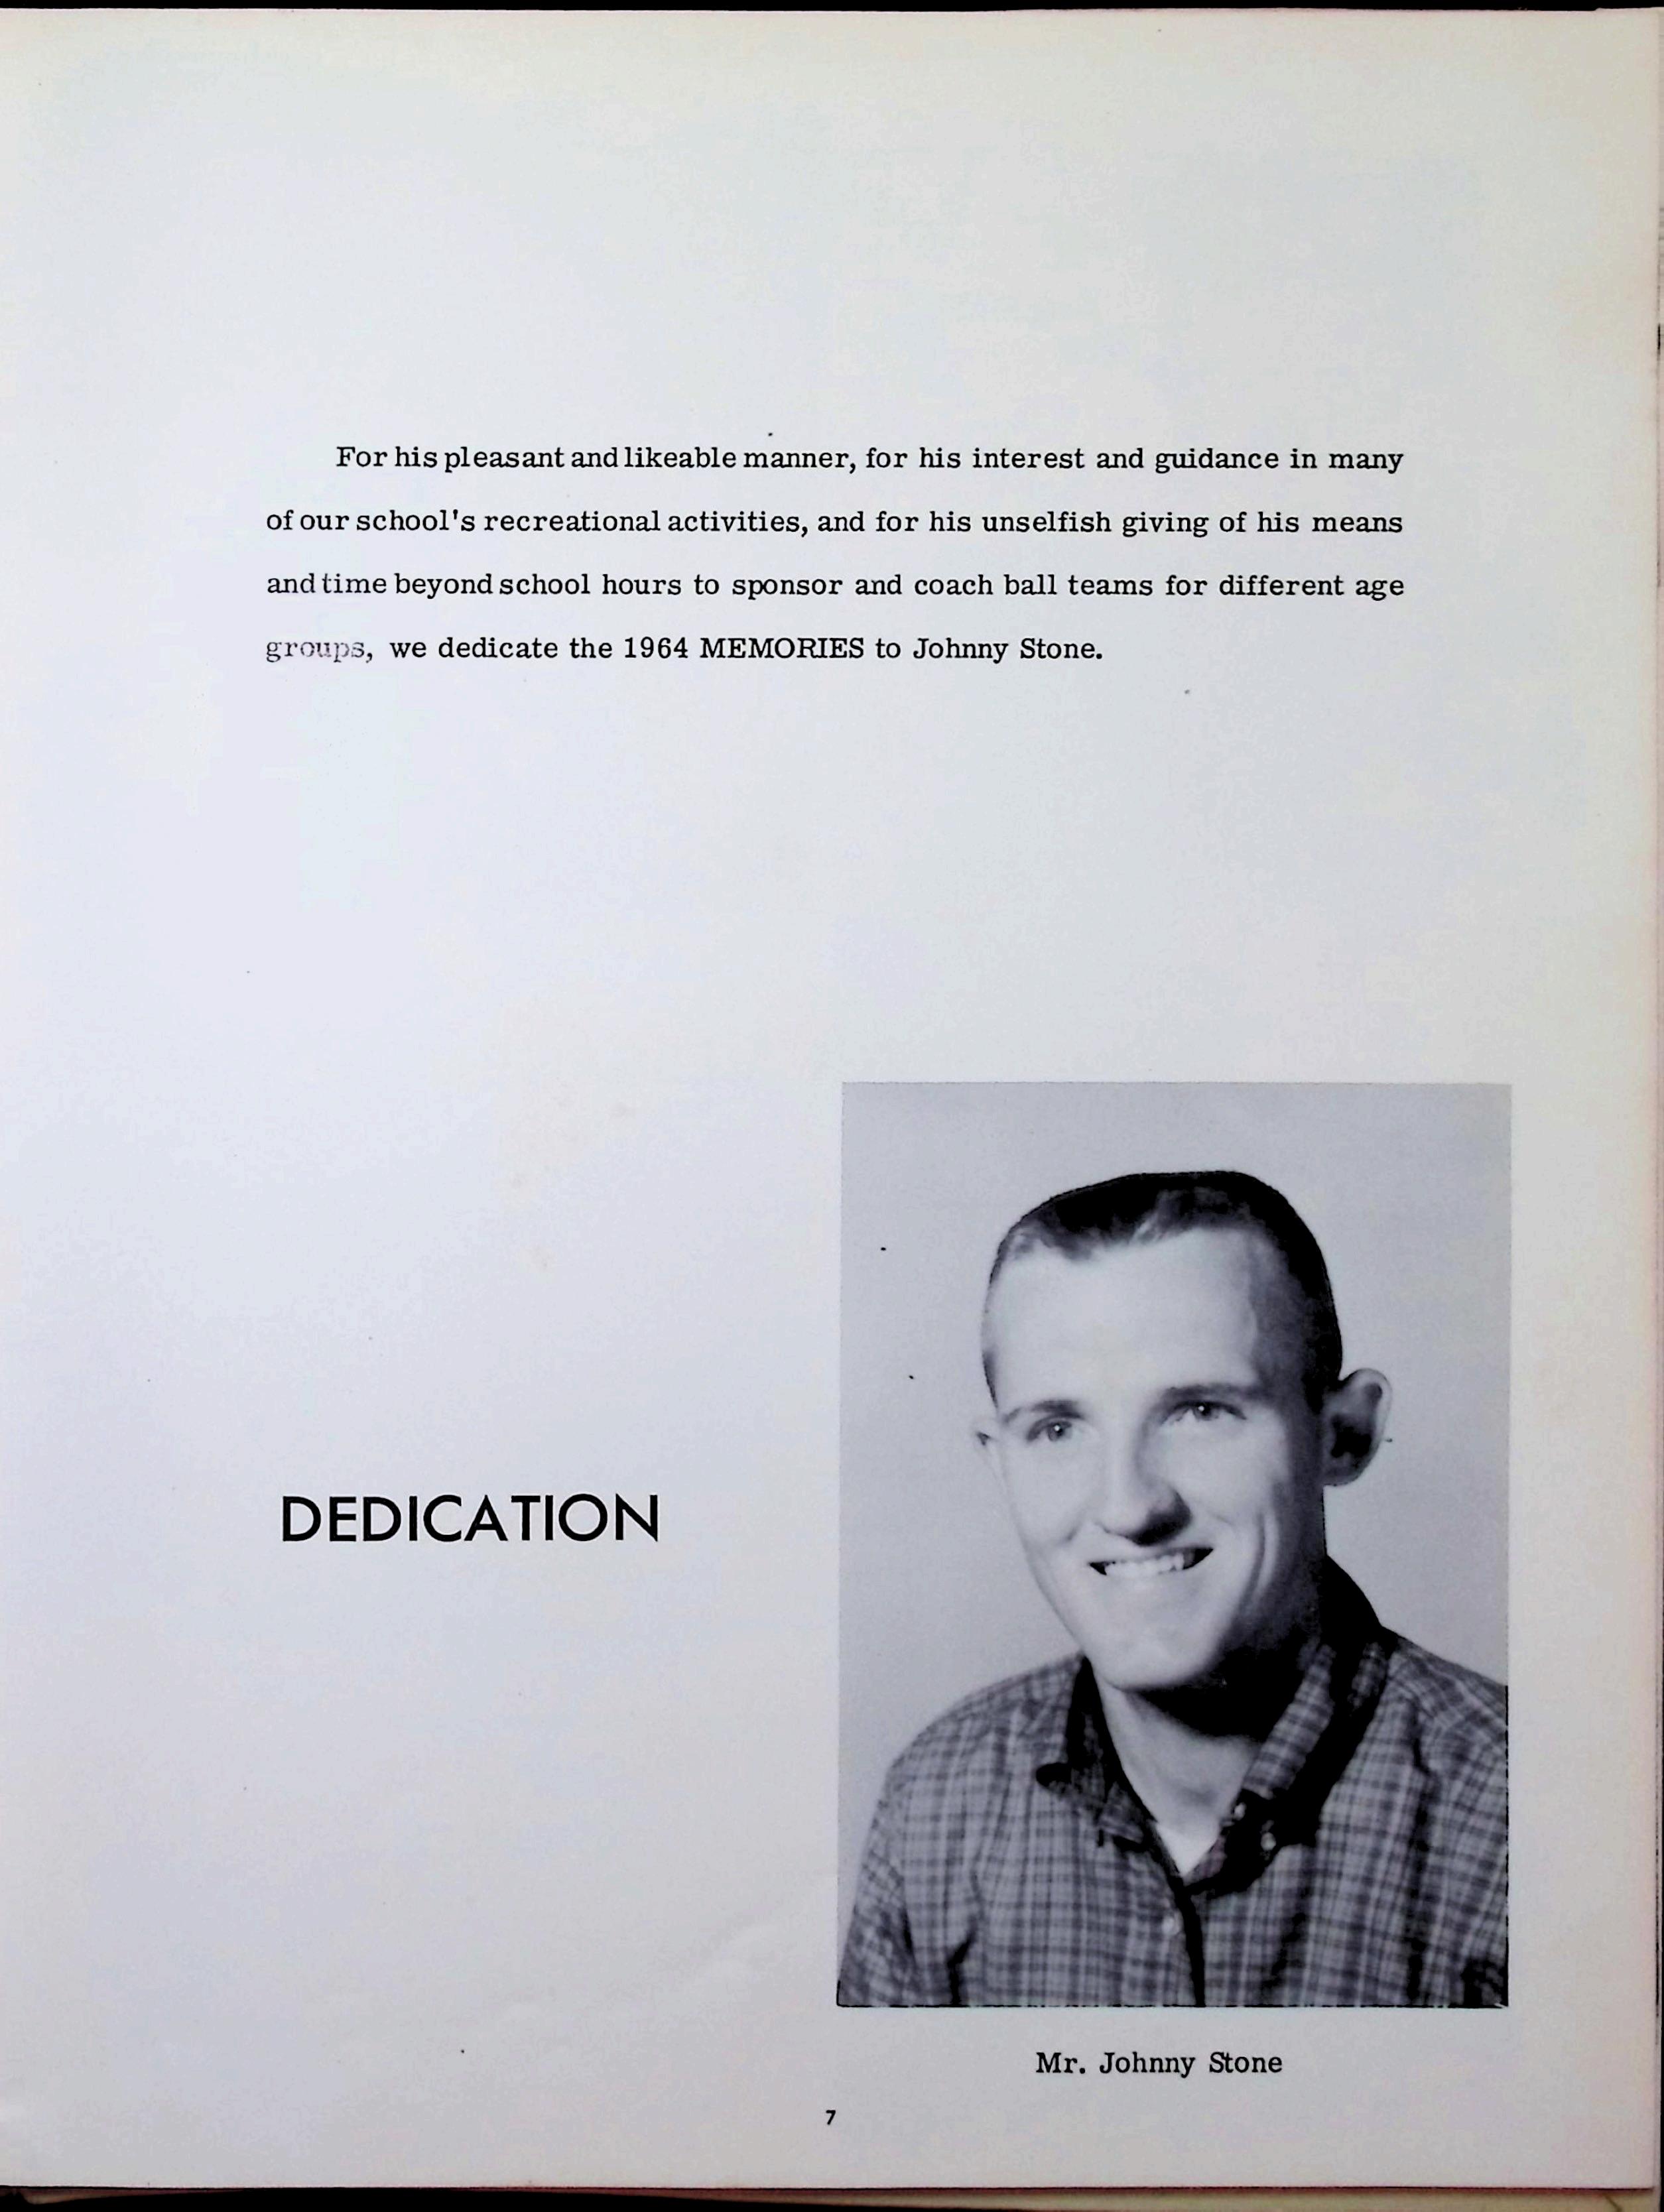 For his pleasant and likeable manner, for his interest and guidance in many
of our school's recreational activities, and for his unselfish giving of his means
and time beyond school hours to sponsor and coach ball teams for different age
groups, we dedicate the 1964 MEMORIES to Johnny Stone.
DEDICATION
Mr. Johnny Stone
7